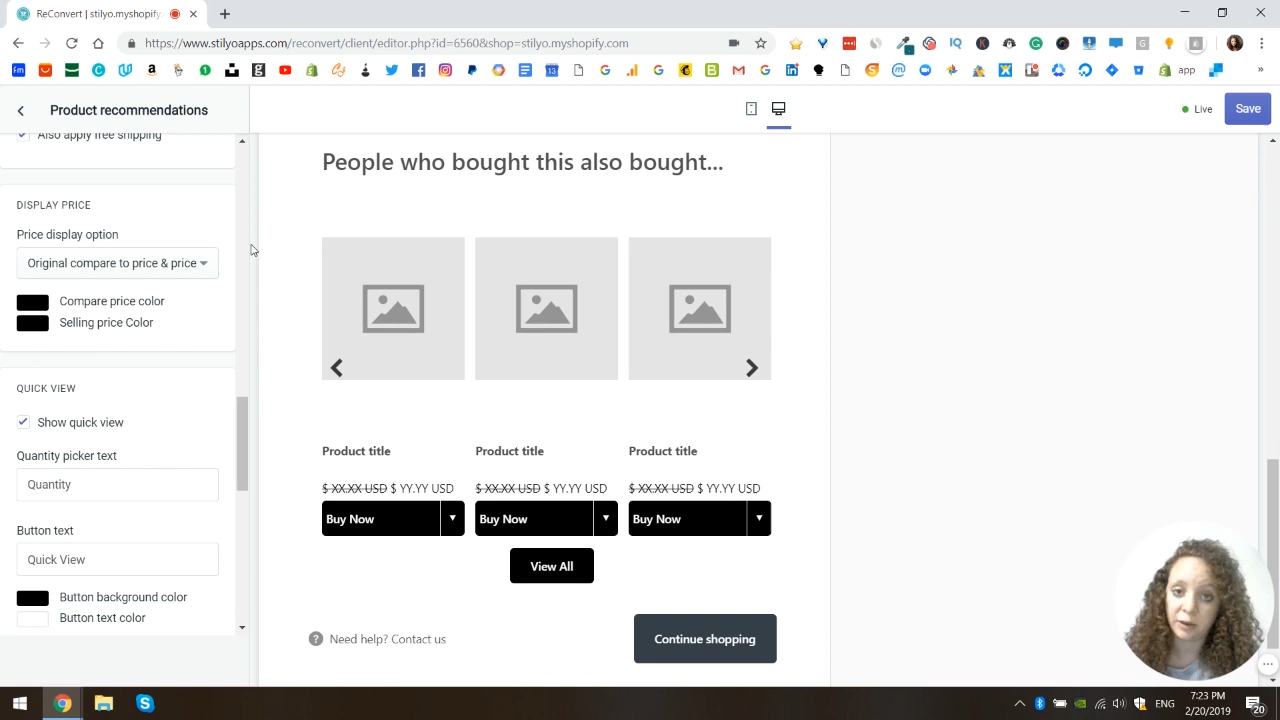 ReConvert // stilyo.myshopify.
https://www.stilyoapps.com/reconvert/client/editor.php?id=6560&shop=stilyo.myshopify.com
IQ
app
Product recommendations
Live
Save
Also apply free shipping
DISPLAY PRICE
Price display option
Original compare to price & price
Compare price color
Selling price Color
QUICK VIEW
Show quick view
Quantity picker text
Quantity
Button text
Quick View
Button background color
Button text color
People who bought this also bought...
Product title
Product title
Product title
$ XX.XX USD $ YY.YY USD
$ XX.XX USD $ YY.YY USD
$ XX.XX USD $ YY.YY USD
Buy Now
Buy Now
Buy Now
View All
Need help? Contact us
Continue shopping
ENG
7:23 PM
2/20/2019
20